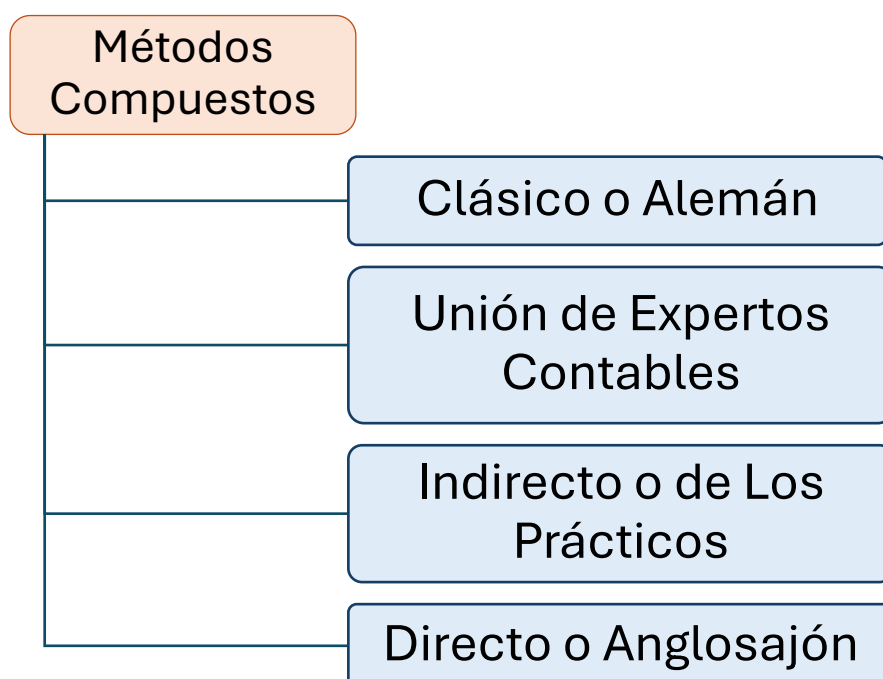 Métodos
Compuestos
Clásico o Alemán
Unión de Expertos
Contables
Indirecto o de Los
Prácticos
Directo o Anglosajón